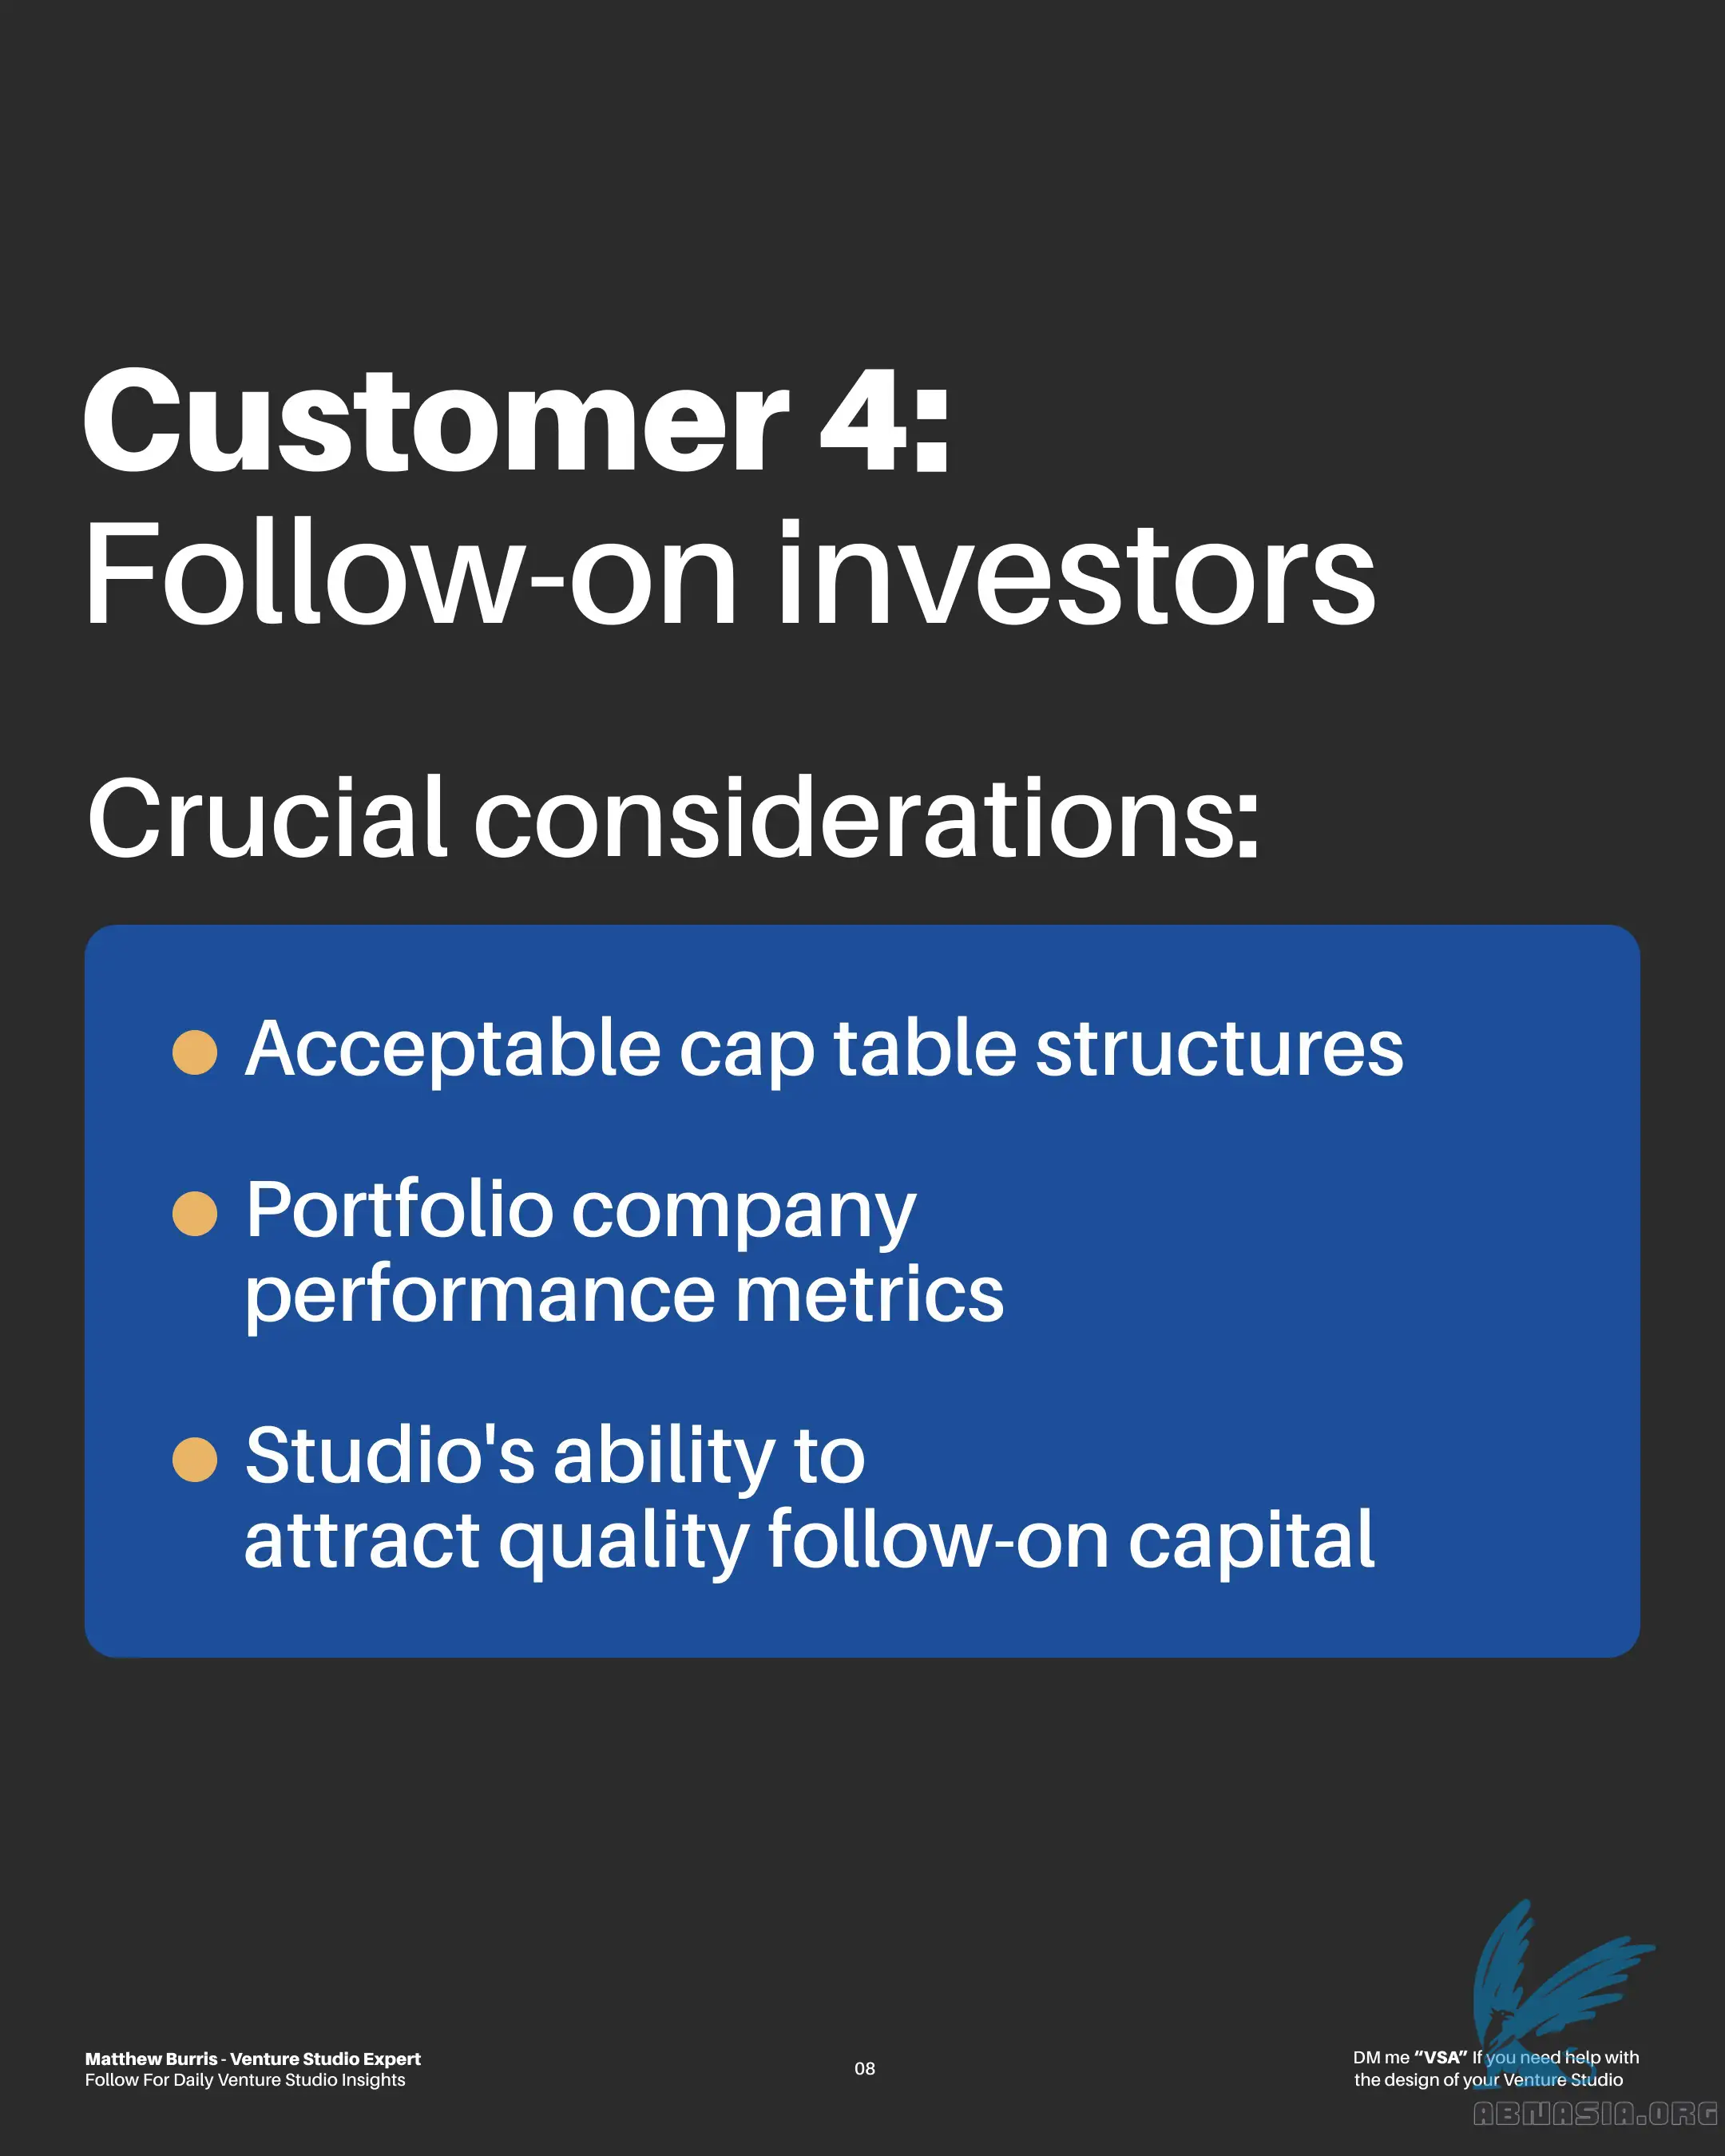 Customer 4:
Follow-on investors
Crucial considerations:
Acceptable cap table structures
Portfolio company
performance metrics
Studio's ability to
attract quality follow-on capital
Matthew Burris - Venture Studio Expert
Follow For Daily Venture Studio Insights
08
DM me “VSA” If you need help with
the design of your Venture Studio
ABNASIA.ORG